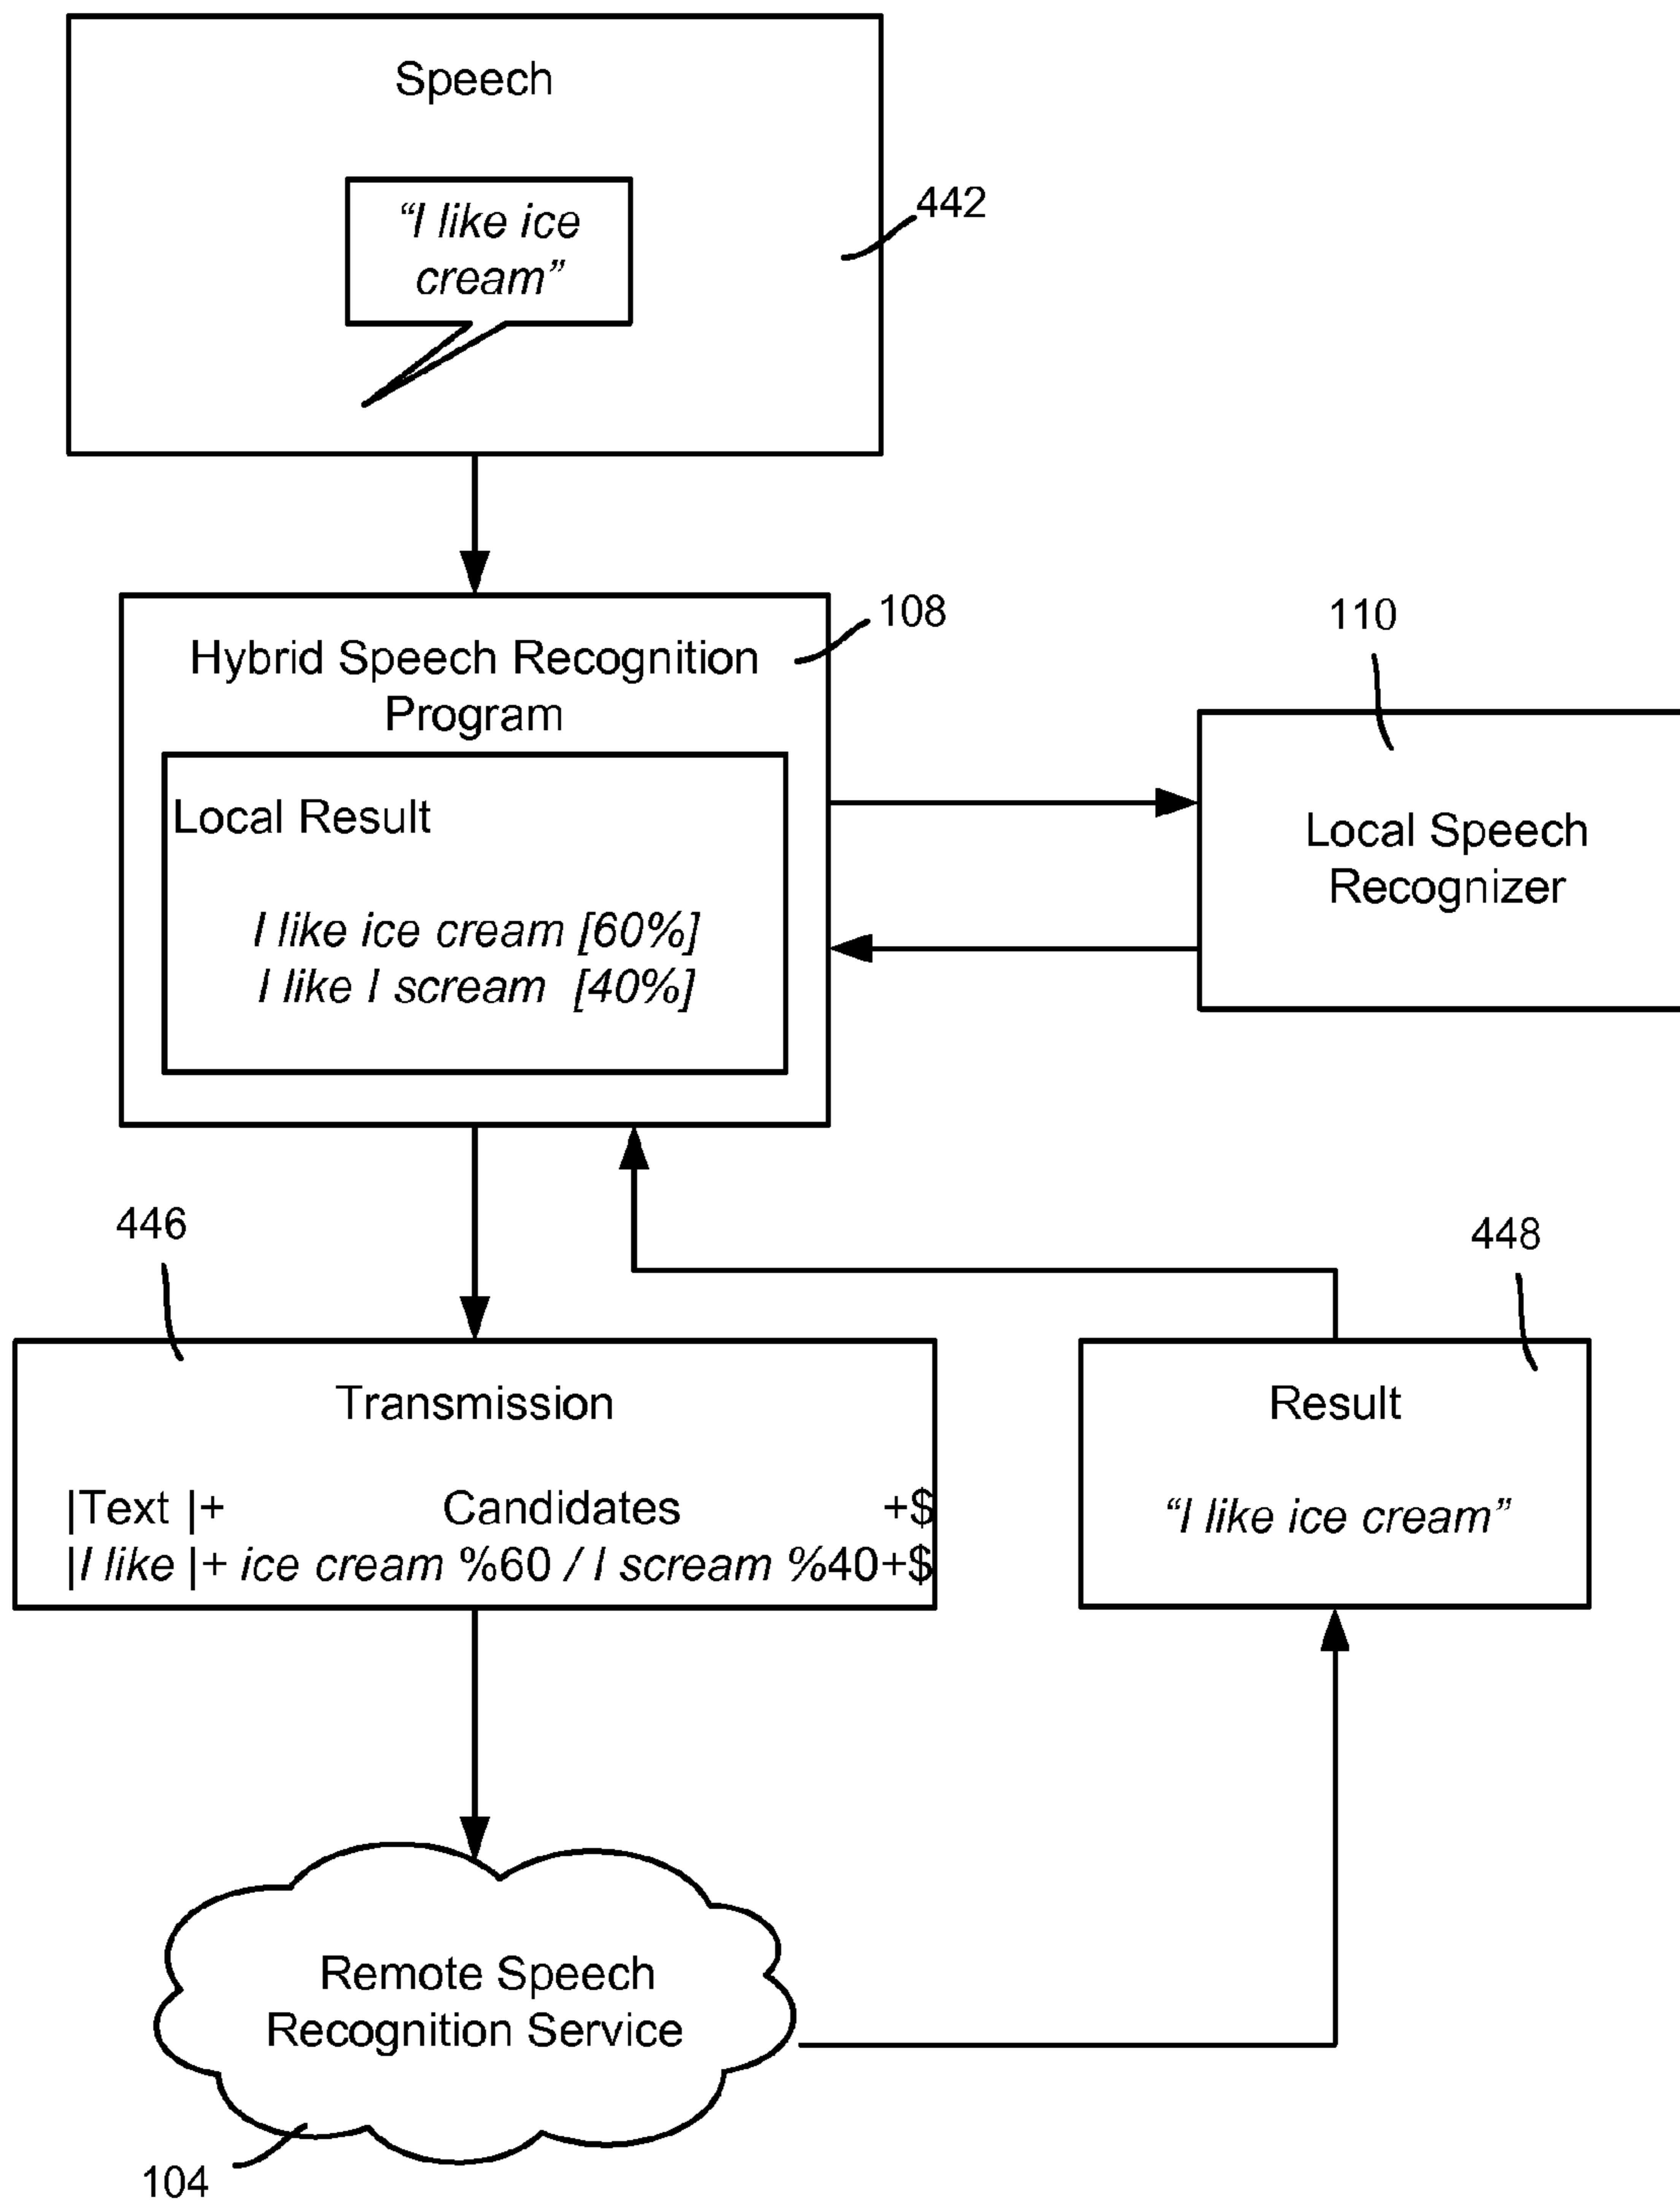 Speech
“I like ice
cream”
442
108
Hybrid Speech Recognition
Program
Local Result
I like ice cream [60%]
I like I scream [40%]
110
Local Speech
Recognizer
446
Transmission
|Text |+ Candidates +$
|I like |+ ice cream %60 / I scream %40+$
448
Result
“I like ice cream”
Remote Speech
Recognition Service
104